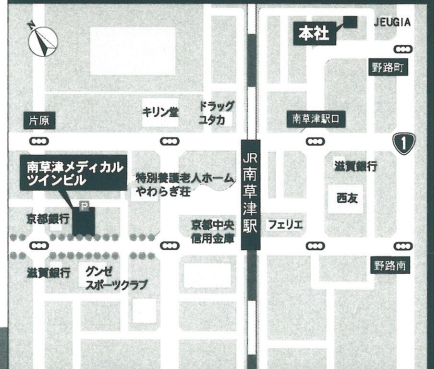 N
本社
JEUGIA
野路町
キリン堂
ドラッグ
ユタカ
片原
南草津駅口
1
南草津メディカル
ツインビル
特別養護老人ホーム
やわらぎ荘
JR南草津駅
滋賀銀行
西友
P
京都銀行
京都中央
信用金庫
フェリエ
滋賀銀行
グンゼ
スポーツクラブ
野路南